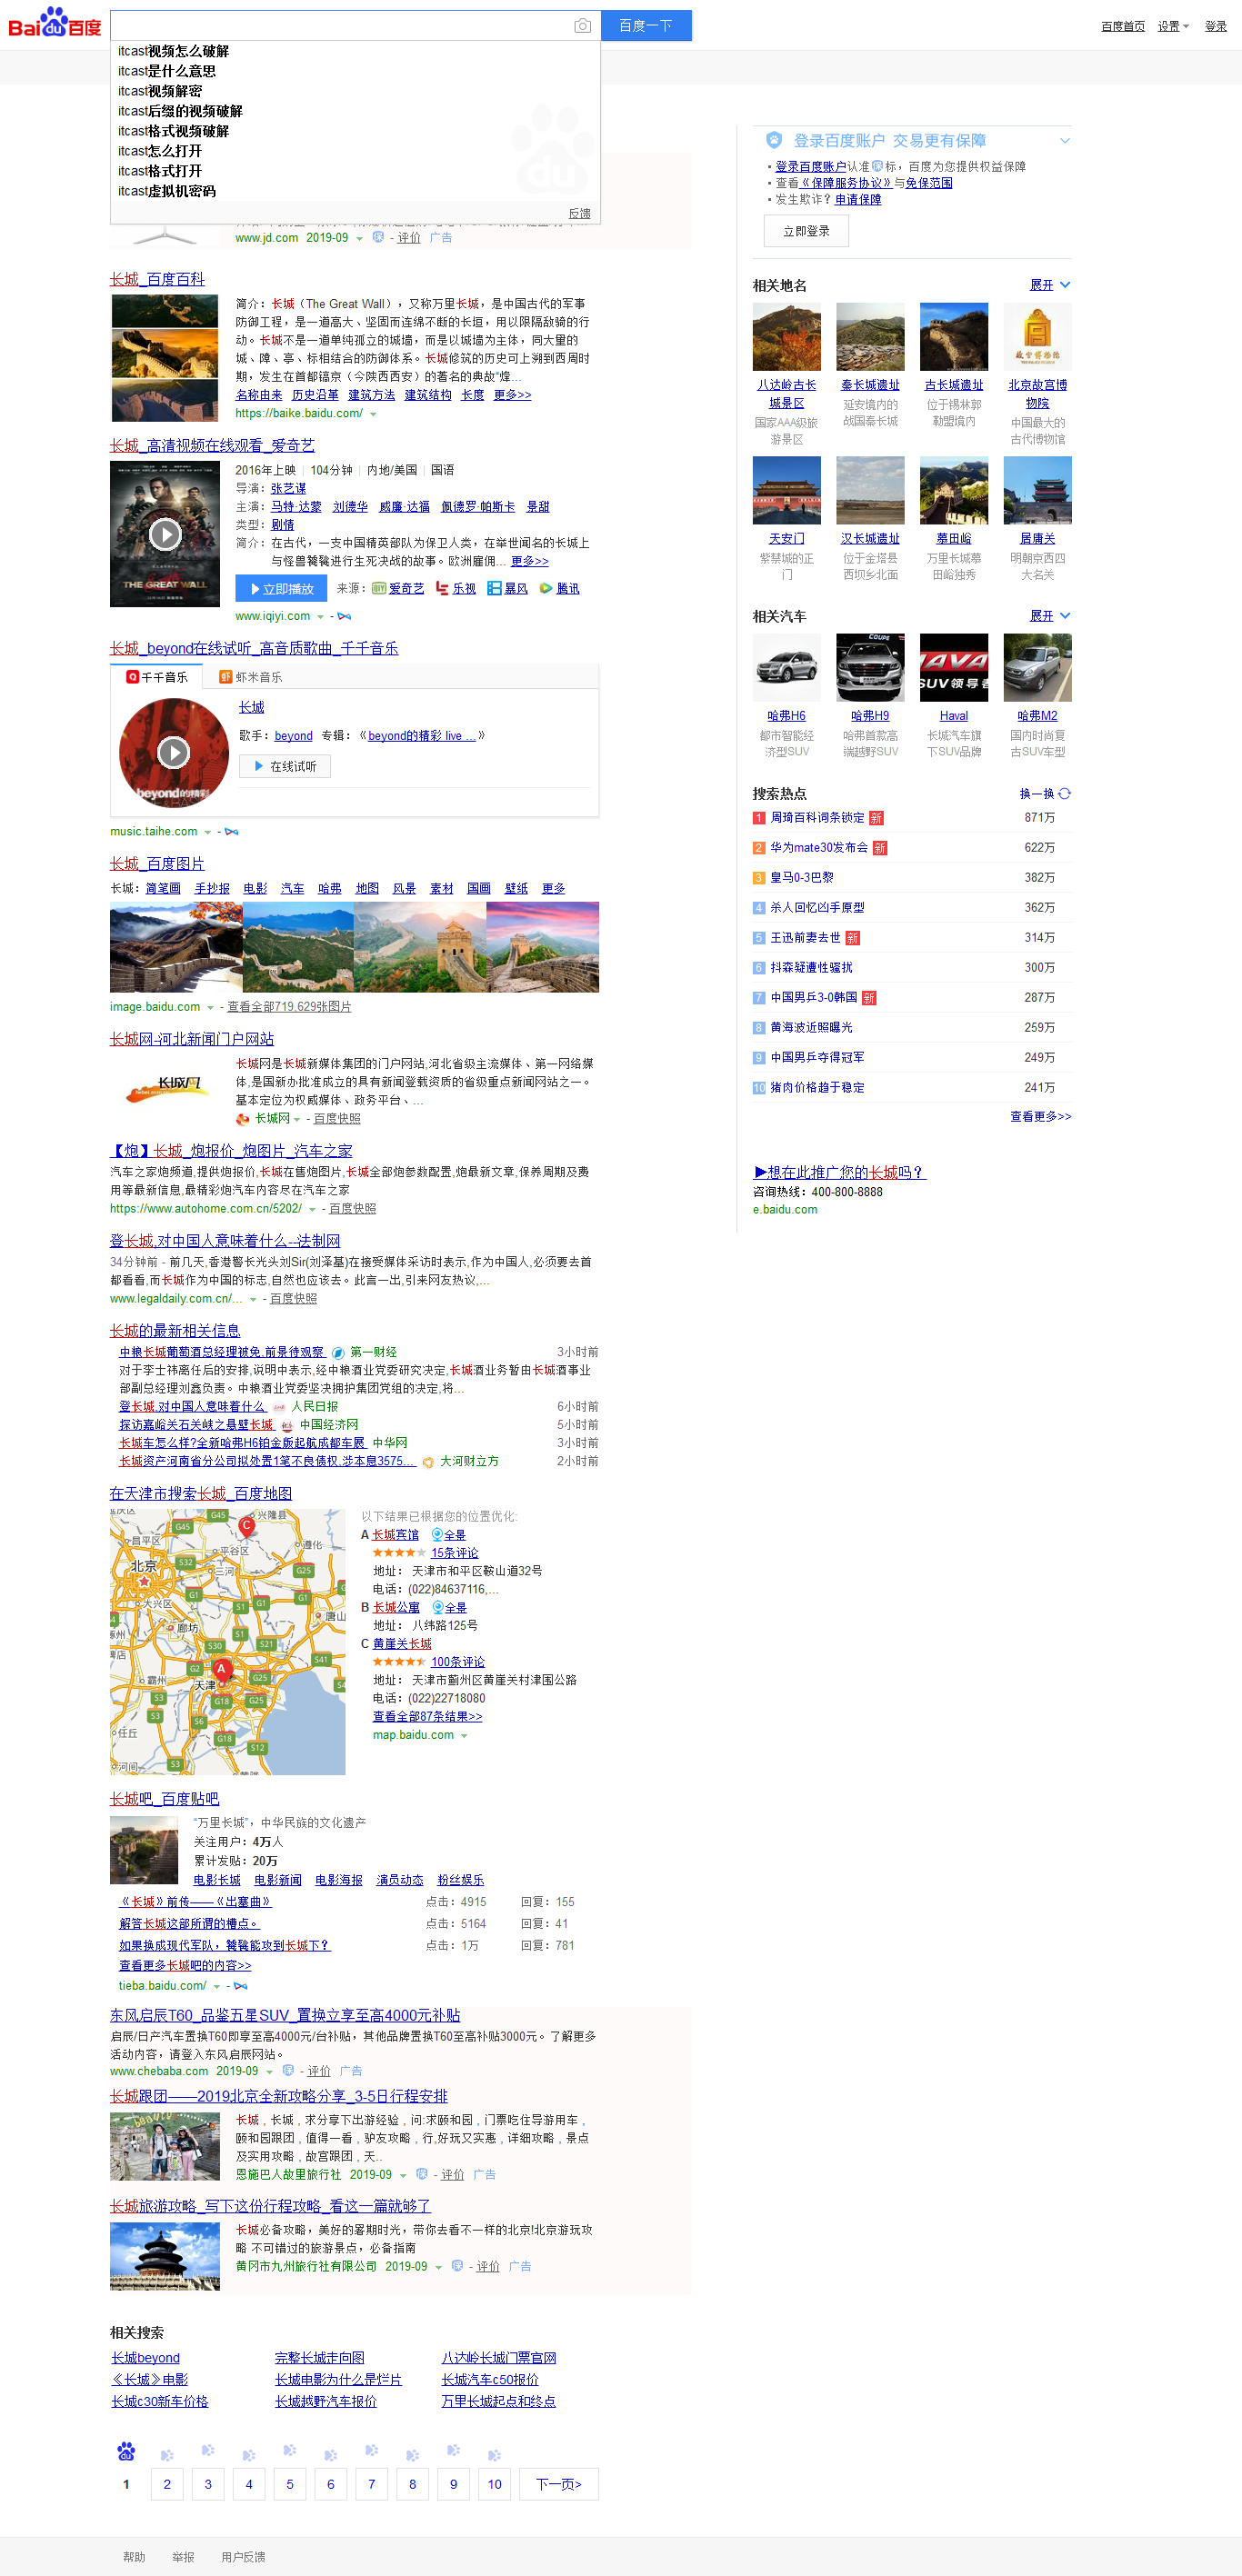 Bai du 百度
百度一下
百度首页 设置 登录
itcast视频怎么破解
itcast是什么意思
itcast视频解密
itcast后缀的视频破解
itcast格式视频破解
itcast怎么打开
itcast格式打开
itcast虚拟机密码
反馈
www.jd.com 2019-09 - 评价 广告
长城_百度百科
简介：长城（The Great Wall），又称万里长城，是中国古代的军事
防御工程，是一道高大、坚固而连绵不断的长垣，用以限隔敌骑的行
动。长城不是一道单纯孤立的城墙，而是以城墙为主体，同大量的
城、障、亭、标相结合的防御体系。长城修筑的历史可上溯到西周时
期，发生在首都镐京（今陕西西安）的著名的典故“烽...
名称由来 历史沿革 建筑方法 建筑结构 长度 更多>>
https://baike.baidu.com/
长城_高清视频在线观看_爱奇艺
THE GREAT WALL
2016年上映 | 104分钟 | 内地/美国 | 国语
导演：张艺谋
主演：马特·达蒙 刘德华 威廉·达福 佩德罗·帕斯卡 景甜
类型：剧情
简介：在古代，一支中国精英部队为保卫人类，在举世闻名的长城上
与怪兽饕餮进行生死决战的故事。欧洲雇佣... 更多>>
立即播放 来源： 爱奇艺 乐视 暴风 腾讯
www.iqiyi.com -
长城_beyond在线试听_高音质歌曲_千千音乐
千千音乐 虾米音乐
长城
歌手：beyond 专辑：《beyond的精彩 live ...》
在线试听
beyond的精彩
music.taihe.com -
长城_百度图片
长城：简笔画 手抄报 电影 汽车 哈弗 地图 风景 素材 国画 壁纸 更多
image.baidu.com - 查看全部719,629张图片
长城网-河北新闻门户网站
长城网
长城网是长城新媒体集团的门户网站,河北省级主流媒体、第一网络媒
体,是国新办批准成立的具有新闻登载资质的省级重点新闻网站之一。
基本定位为权威媒体、政务平台、...
长城网 - 百度快照
【炮】长城_炮报价_炮图片_汽车之家
汽车之家炮频道,提供炮报价,长城在售炮图片,长城全部炮参数配置,炮最新文章,保养周期及费
用等最新信息,最精彩炮汽车内容尽在汽车之家
https://www.autohome.com.cn/5202/ - 百度快照
登长城,对中国人意味着什么--法制网
34分钟前 - 前几天,香港警长光头刘Sir(刘泽基)在接受媒体采访时表示,作为中国人,必须要去首
都看看,而长城作为中国的标志,自然也应该去。此言一出,引来网友热议,...
www.legaldaily.com.cn/... - 百度快照
长城的最新相关信息
中粮长城葡萄酒总经理被免,前景待观察 第一财经 3小时前
对于李士祎离任后的安排,说明中表示,经中粮酒业党委研究决定,长城酒业务暂由长城酒事业
部副总经理刘鑫负责。中粮酒业党委坚决拥护集团党组的决定,将...
登长城,对中国人意味着什么 人民日报 6小时前
探访嘉峪关石关峡之悬壁长城 中国经济网 5小时前
长城车怎么样?全新哈弗H6铂金版起航成都车展 中华网 3小时前
长城资产河南省分公司拟处置1笔不良债权,涉本息3575... 大河财立方 2小时前
在天津市搜索长城_百度地图
以下结果已根据您的位置优化:
A 长城宾馆 全景
15条评论
地址： 天津市和平区鞍山道32号
电话：(022)84637116,...
B 长城公寓 全景
地址： 八纬路125号
C 黄崖关长城
100条评论
地址： 天津市蓟州区黄崖关村津围公路
电话：(022)22718080
查看全部87条结果>>
map.baidu.com
长城吧_百度贴吧
“万里长城”，中华民族的文化遗产
关注用户：4万人
累计发贴：20万
电影长城 电影新闻 电影海报 演员动态 粉丝娱乐
《长城》前传——《出塞曲》 点击：4915 回复：155
解答长城这部所谓的槽点。 点击：5164 回复：41
如果换成现代军队，饕餮能攻到长城下？ 点击：1万 回复：781
查看更多长城吧的内容>>
tieba.baidu.com/ -
东风启辰T60_品鉴五星SUV_置换立享至高4000元补贴
启辰/日产汽车置换T60即享至高4000元/台补贴，其他品牌置换T60至高补贴3000元。了解更多
活动内容，请登入东风启辰网站。
www.chebaba.com 2019-09 - 评价 广告
长城跟团——2019北京全新攻略分享_3-5日行程安排
长城 , 长城 , 求分享下出游经验 , 问:求颐和园 , 门票吃住导游用车 ,
颐和园跟团 , 值得一看 , 驴友攻略 , 行,好玩又实惠 , 详细攻略 , 景点
及实用攻略 , 故宫跟团 , 天..
恩施巴人故里旅行社 2019-09 - 评价 广告
长城旅游攻略_写下这份行程攻略_看这一篇就够了
长城必备攻略，美好的署期时光，带你去看不一样的北京!北京游玩攻
略 不可错过的旅游景点，必备指南
黄冈市九州旅行社有限公司 2019-09 - 评价 广告
相关搜索
长城beyond 完整长城走向图 八达岭长城门票官网
《长城》电影 长城电影为什么是烂片 长城汽车c50报价
长城c30新车价格 长城越野汽车报价 万里长城起点和终点
1 2 3 4 5 6 7 8 9 10 下一页>
帮助 举报 用户反馈
登录百度账户 交易更有保障
• 登录百度账户认准标，百度为您提供权益保障
• 查看《保障服务协议》与免保范围
• 发生欺诈？申请保障
立即登录
相关地名 展开
八达岭古长城景区 秦长城遗址 古长城遗址 北京故宫博物院
国家AAA级旅游景区 延安境内的战国秦长城 位于锡林郭勒盟境内 中国最大的古代博物馆
天安门 汉长城遗址 慕田峪 居庸关
紫禁城的正门 位于金塔县西坝乡北面 万里长城慕田峪独秀 明朝京西四大名关
相关汽车 展开
哈弗H6 哈弗H9 Haval 哈弗M2
都市智能经济型SUV 哈弗首款高端越野SUV 长城汽车旗下SUV品牌 国内时尚复古SUV车型
搜索热点 换一换
1 周琦百科词条锁定 新 871万
2 华为mate30发布会 新 622万
3 皇马0-3巴黎 382万
4 杀人回忆凶手原型 362万
5 王迅前妻去世 新 314万
6 抖森疑遭性骚扰 300万
7 中国男乒3-0韩国 新 287万
8 黄海波近照曝光 259万
9 中国男乒夺得冠军 249万
10 猪肉价格趋于稳定 241万
查看更多>>
▶想在此推广您的长城吗？
咨询热线：400-800-8888
e.baidu.com